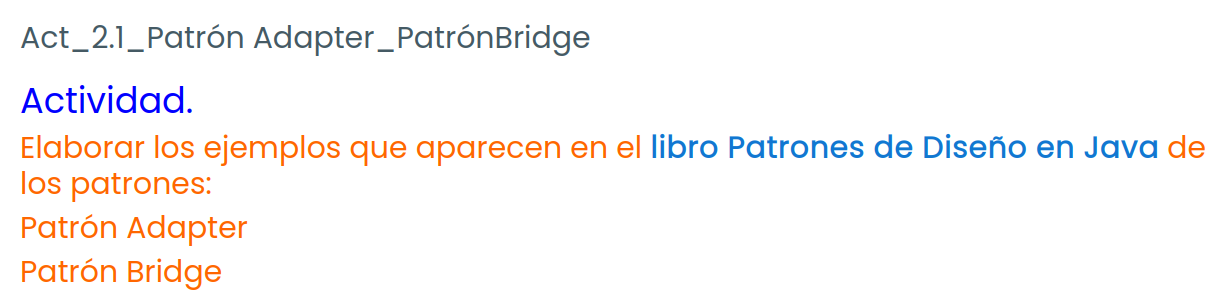 Act_2.1_Patrón Adapter_PatrónBridge
Actividad.
Elaborar los ejemplos que aparecen en el libro Patrones de Diseño en Java de
los patrones:
Patrón Adapter
Patrón Bridge